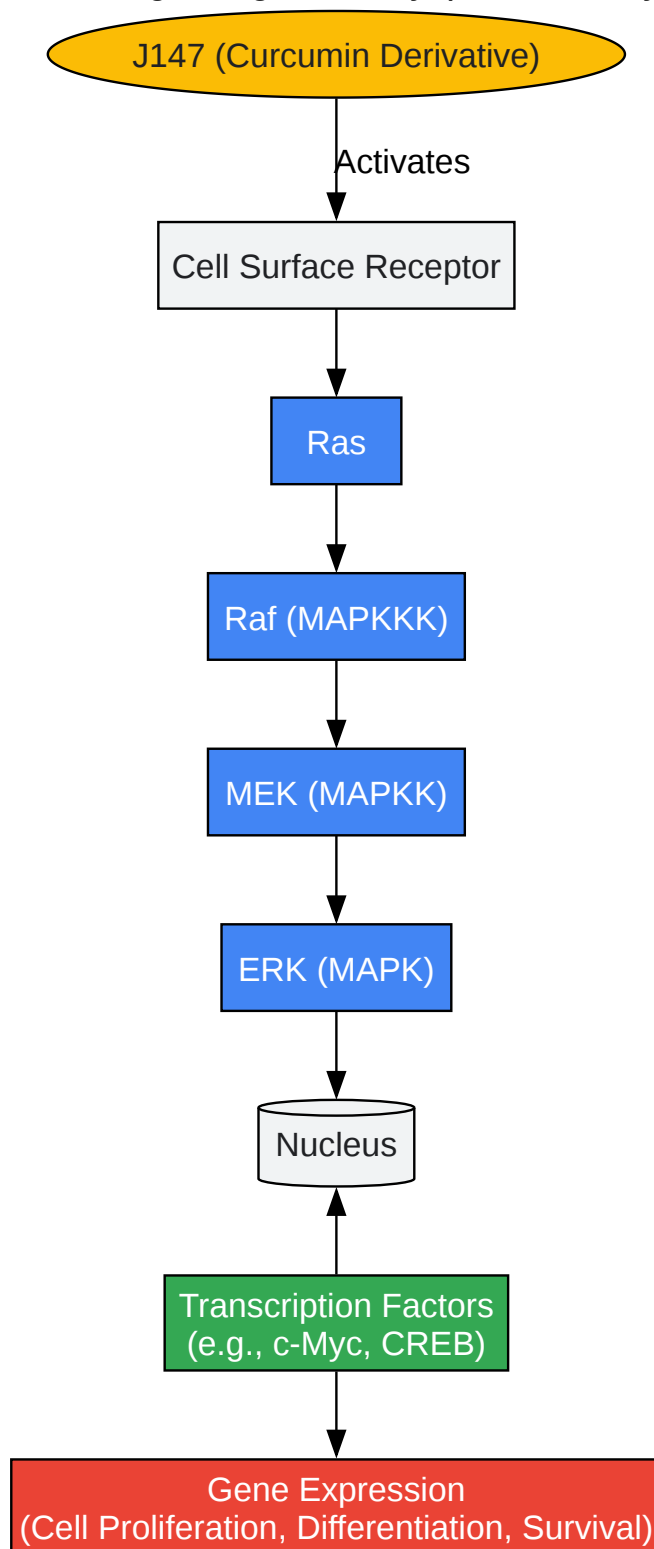 J147 (Curcumin Derivative)
Activates
Cell Surface Receptor
Ras
Raf (MAPKKK)
MEK (MAPKK)
ERK (MAPK)
Nucleus
Transcription Factors
(e.g., c-Myc, CREB)
Gene Expression
(Cell Proliferation, Differentiation, Survival)